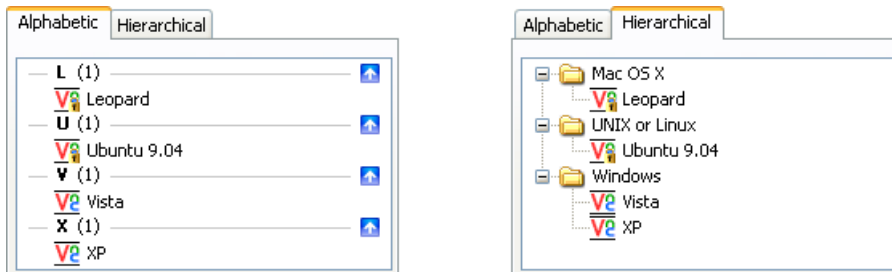 Alphabetic Hierarchical
L (1)
Leopard
U (1)
Ubuntu 9.04
V (1)
Vista
X (1)
XP
Alphabetic Hierarchical
Mac OS X
Leopard
UNIX or Linux
Ubuntu 9.04
Windows
Vista
XP